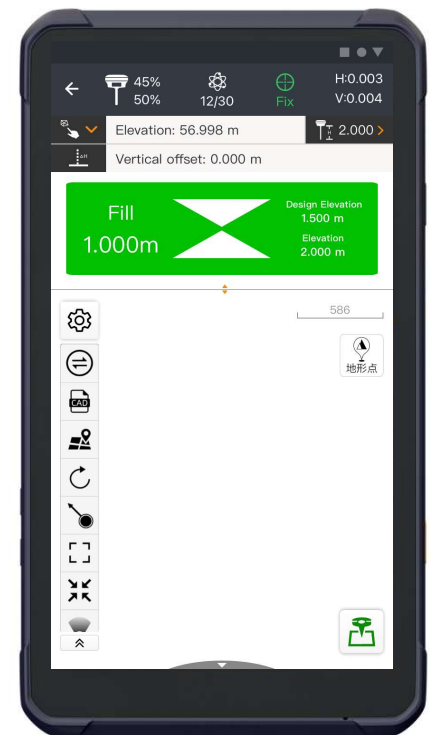 45%
50%
12/30
Fix
H:0.003
V:0.004
Elevation: 56.998 m
2.000
Vertical offset: 0.000 m
Fill
1.000m
Design Elevation
1.500 m
Elevation
2.000 m
586
地形点
CAD